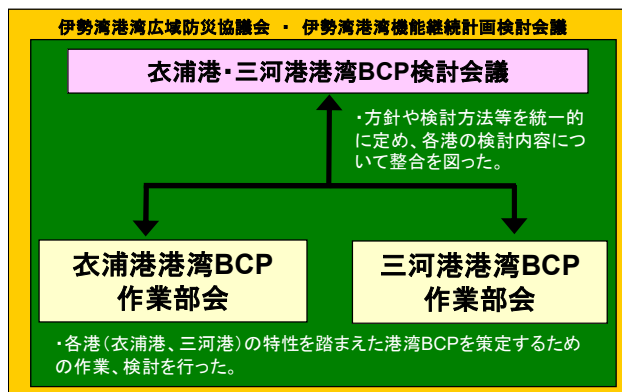 伊勢湾港湾広域防災協議会 ・ 伊勢湾港湾機能継続計画検討会議
衣浦港・三河港港湾BCP検討会議
・方針や検討方法等を統一的
に定め、各港の検討内容につ
いて整合を図った。
衣浦港港湾BCP
作業部会
三河港港湾BCP
作業部会
・各港（衣浦港、三河港）の特性を踏まえた港湾BCPを策定するため
の作業、検討を行った。